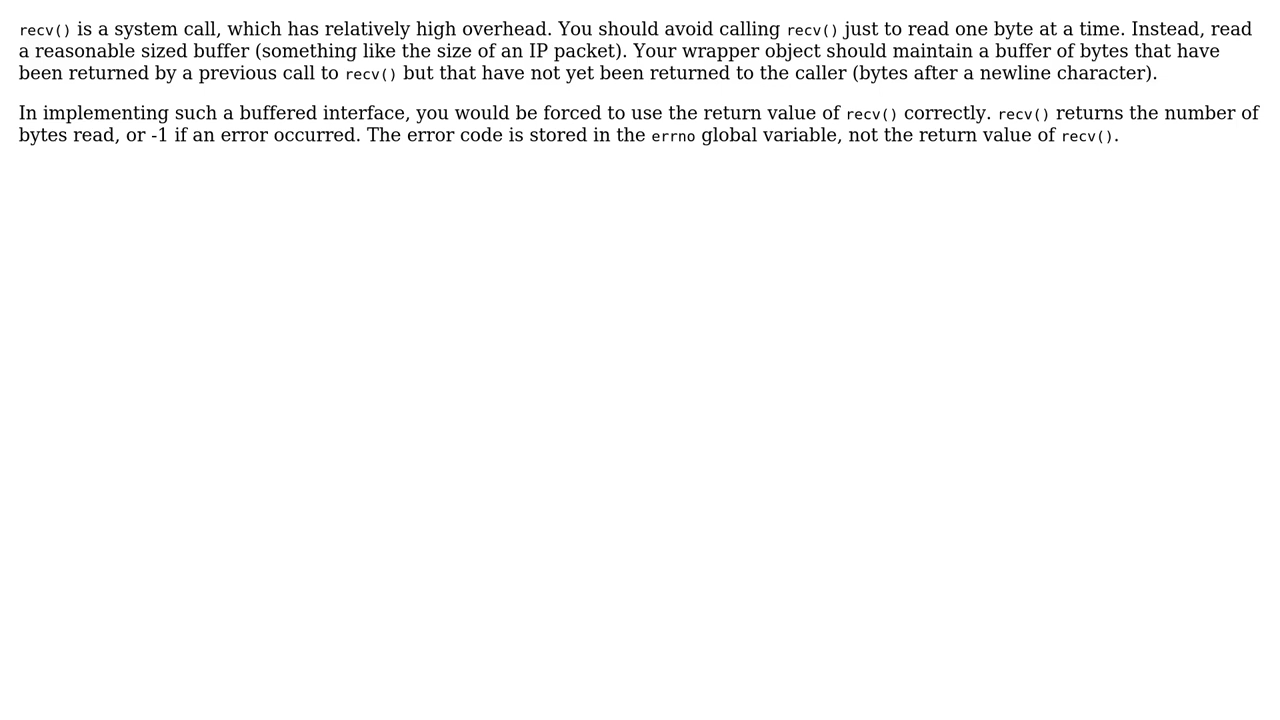 recv() is a system call, which has relatively high overhead. You should avoid calling recv() just to read one byte at a time. Instead, read
a reasonable sized buffer (something like the size of an IP packet). Your wrapper object should maintain a buffer of bytes that have
been returned by a previous call to recv() but that have not yet been returned to the caller (bytes after a newline character).
In implementing such a buffered interface, you would be forced to use the return value of recv() correctly. recv() returns the number of
bytes read, or -1 if an error occurred. The error code is stored in the errno global variable, not the return value of recv().